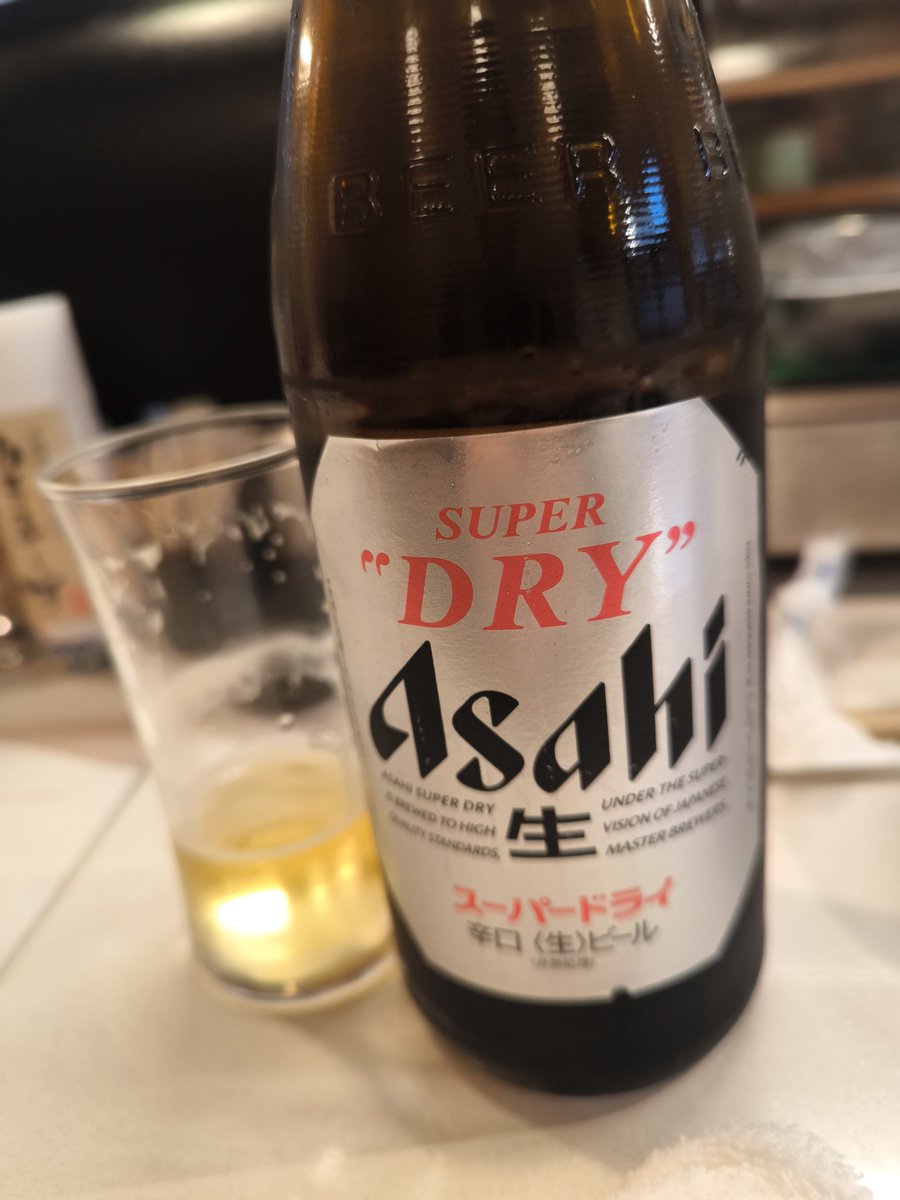 BEER
SUPER
“DRY”
Asahi
ASAHI SUPER DRY
IS BREWED TO HIGH
QUALITY STANDARDS,
生
UNDER THE SUPER-
VISION OF JAPANESE
MASTER BREWERS.
スーパードライ
辛口〈生〉ビール